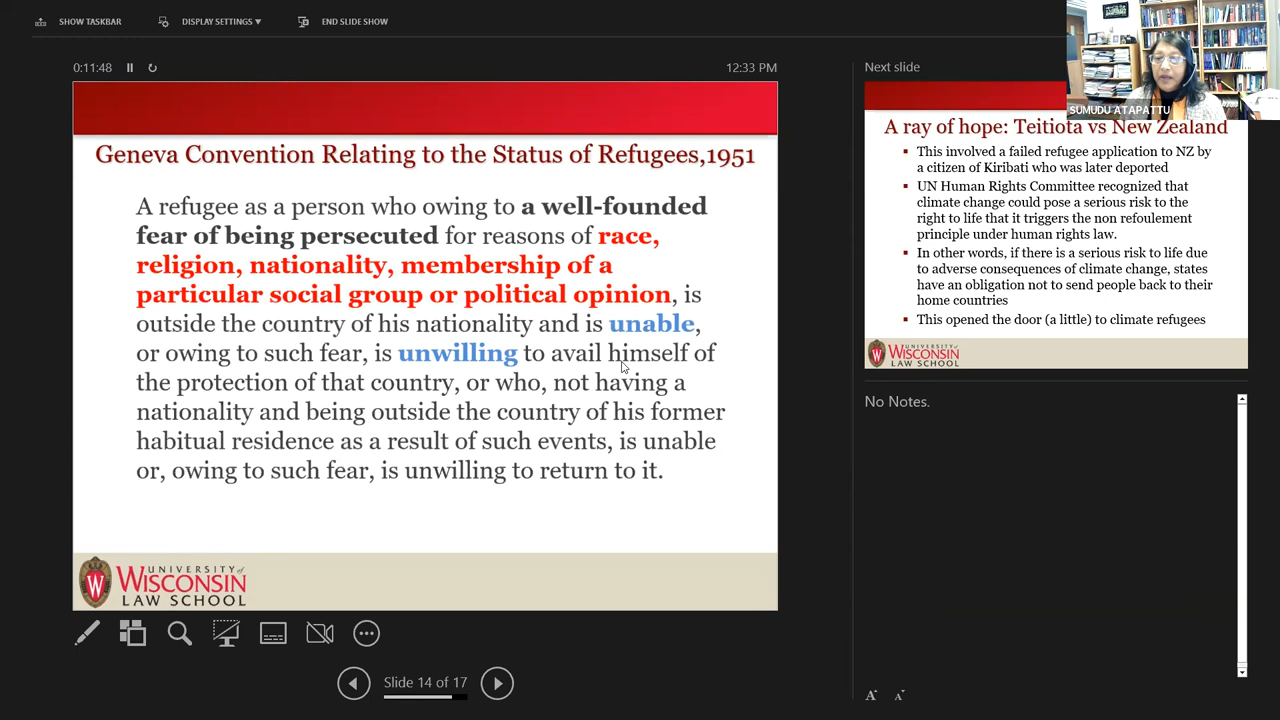 SHOW TASKBAR
DISPLAY SETTINGS
END SLIDE SHOW
0:11:48
12:33 PM
Geneva Convention Relating to the Status of Refugees,1951
A refugee as a person who owing to a well-founded
fear of being persecuted for reasons of race,
religion, nationality, membership of a
particular social group or political opinion, is
outside the country of his nationality and is unable,
or owing to such fear, is unwilling to avail himself of
the protection of that country, or who, not having a
nationality and being outside the country of his former
habitual residence as a result of such events, is unable
or, owing to such fear, is unwilling to return to it.
W
UNIVERSITY of
WISCONSIN
LAW SCHOOL
Slide 14 of 17
Next slide
SUMUDU ATAPATTU
A ray of hope: Teitiota vs New Zealand
This involved a failed refugee application to NZ by
a citizen of Kiribati who was later deported
UN Human Rights Committee recognized that
climate change could pose a serious risk to the
right to life that it triggers the non refoulement
principle under human rights law.
In other words, if there is a serious risk to life due
to adverse consequences of climate change, states
have an obligation not to send people back to their
home countries
This opened the door (a little) to climate refugees
W
UNIVERSITY of
WISCONSIN
LAW SCHOOL
No Notes.
A A